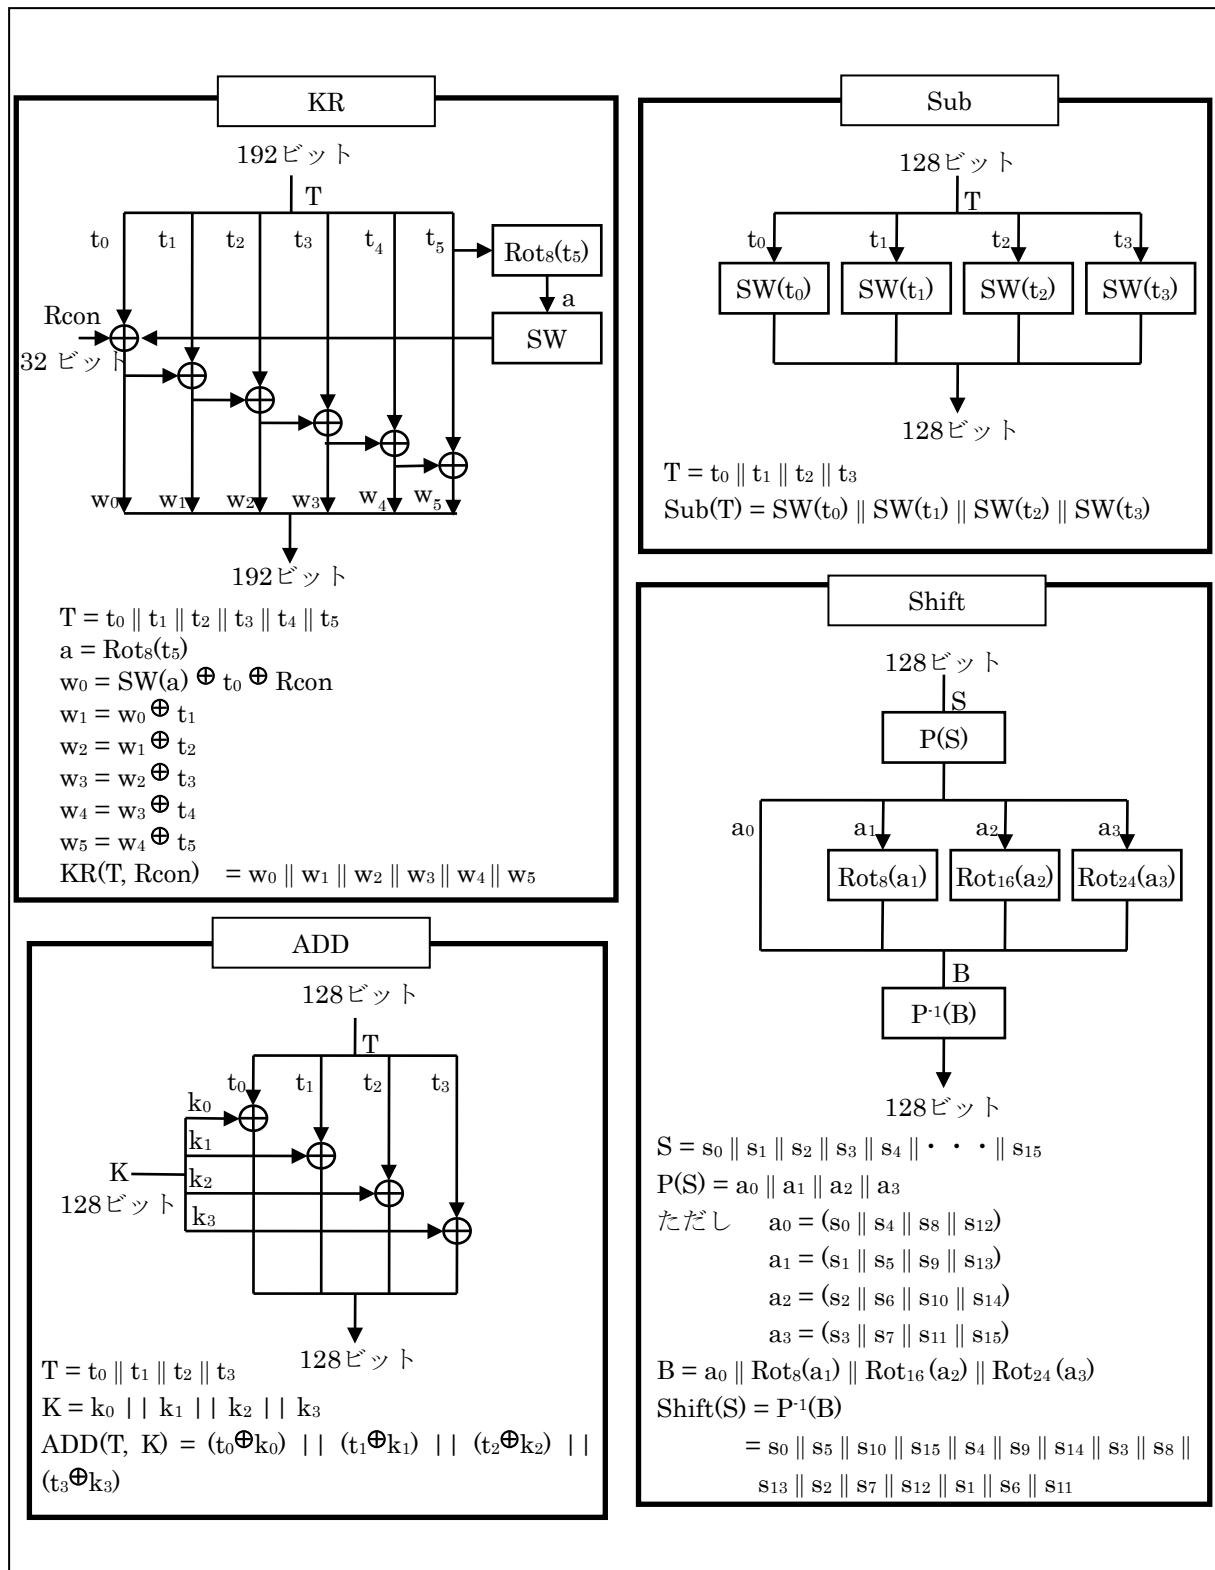 KR
192ビット
T
t₀ t₁ t₂ t₃ t₄ t₅
Rot₈(t₅)
a
Rcon
SW
32 ビット
w₀ w₁ w₂ w₃ w₄ w₅
192ビット
T = t₀ || t₁ || t₂ || t₃ || t₄ || t₅
a = Rot₈(t₅)
w₀ = SW(a) ⊕ t₀ ⊕ Rcon
w₁ = w₀ ⊕ t₁
w₂ = w₁ ⊕ t₂
w₃ = w₂ ⊕ t₃
w₄ = w₃ ⊕ t₄
w₅ = w₄ ⊕ t₅
KR(T, Rcon) = w₀ || w₁ || w₂ || w₃ || w₄ || w₅
ADD
128ビット
T
t₀ t₁ t₂ t₃
k₀
k₁
K
k₂
128ビット
k₃
128ビット
T = t₀ || t₁ || t₂ || t₃
K = k₀ || k₁ || k₂ || k₃
ADD(T, K) = (t₀⊕k₀) || (t₁⊕k₁) || (t₂⊕k₂) ||
(t₃⊕k₃)
Sub
128ビット
T
t₀ t₁ t₂ t₃
SW(t₀) SW(t₁) SW(t₂) SW(t₃)
128ビット
T = t₀ || t₁ || t₂ || t₃
Sub(T) = SW(t₀) || SW(t₁) || SW(t₂) || SW(t₃)
Shift
128ビット
S
P(S)
a₀ a₁ a₂ a₃
Rot₈(a₁) Rot₁₆(a₂) Rot₂₄(a₃)
B
P⁻¹(B)
128ビット
S = s₀ || s₁ || s₂ || s₃ || s₄ || ・・・|| s₁₅
P(S) = a₀ || a₁ || a₂ || a₃
ただし a₀ = (s₀ || s₄ || s₈ || s₁₂)
a₁ = (s₁ || s₅ || s₉ || s₁₃)
a₂ = (s₂ || s₆ || s₁₀ || s₁₄)
a₃ = (s₃ || s₇ || s₁₁ || s₁₅)
B = a₀ || Rot₈(a₁) || Rot₁₆ (a₂) || Rot₂₄ (a₃)
Shift(S) = P⁻¹(B)
= s₀ || s₅ || s₁₀ || s₁₅ || s₄ || s₉ || s₁₄ || s₃ || s₈ ||
s₁₃ || s₂ || s₇ || s₁₂ || s₁ || s₆ || s₁₁